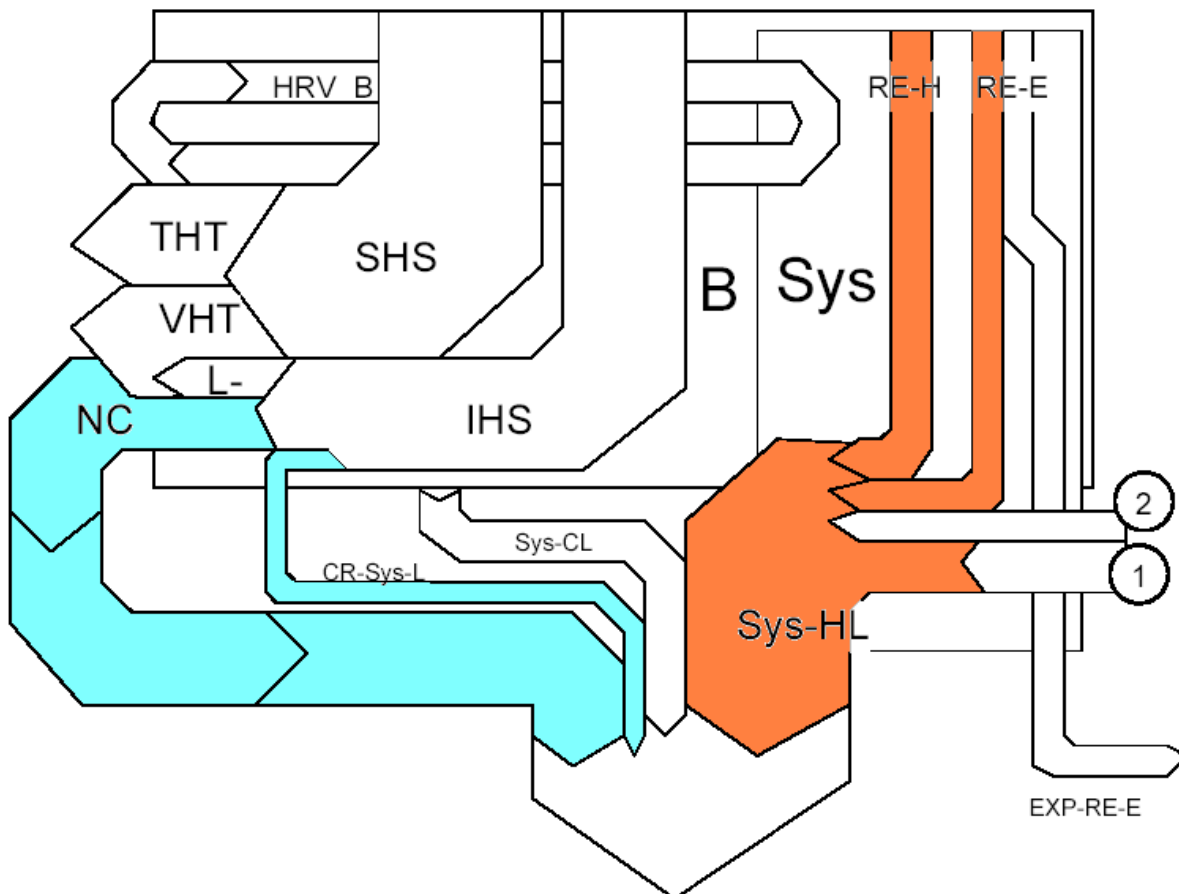 HRV B
RE-H
RE-E
THT
SHS
B
Sys
VHT
L-
NC
IHS
2
Sys-CL
CR-Sys-L
1
Sys-HL
EXP-RE-E